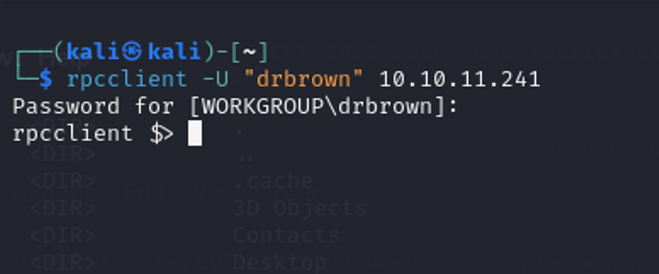 ┌──(kali㉿kali)-[~]
└─$ rpcclient -U "drbrown" 10.10.11.241
Password for [WORKGROUP\drbrown]:
rpcclient $>
<DIR> .
<DIR> ..
<DIR> .cache
<DIR> 3D Objects
<DIR> Contacts
<DIR> Desktop